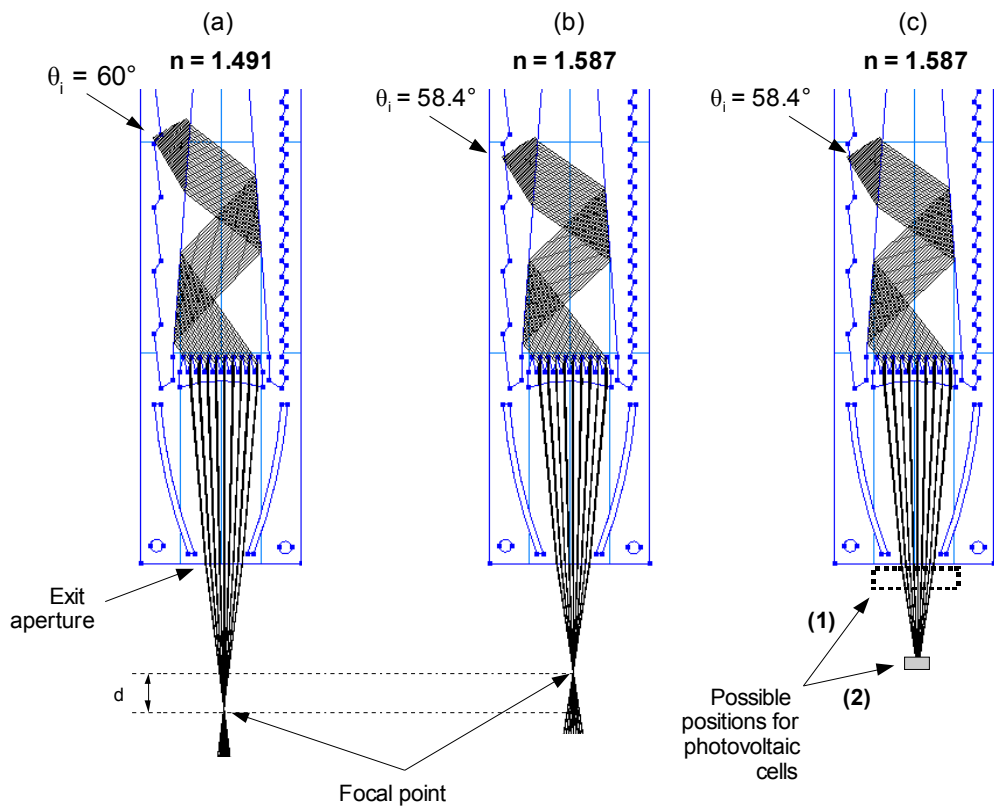 (a)
n = 1.491
θi = 60°
(b)
n = 1.587
θi = 58.4°
(c)
n = 1.587
θi = 58.4°
Exit
aperture
d
Focal point
(1)
(2)
Possible
positions for
photovoltaic
cells